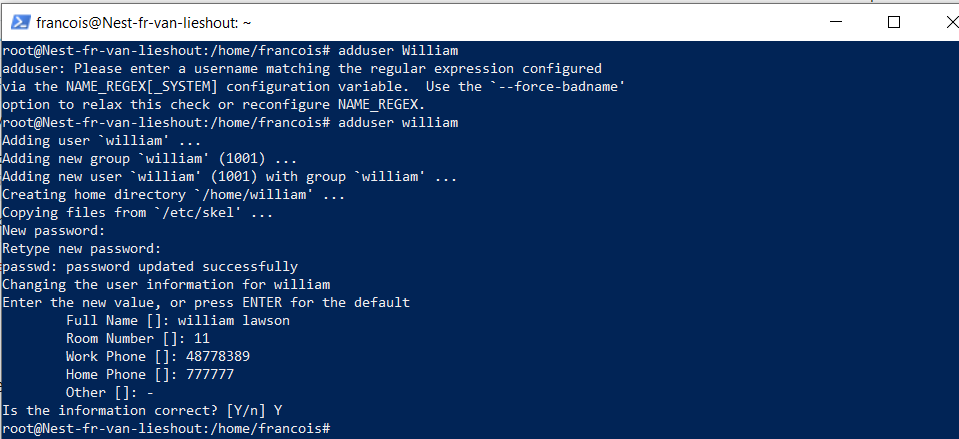 francois@Nest-fr-van-lieshout: ~
root@Nest-fr-van-lieshout:/home/francois# adduser William
adduser: Please enter a username matching the regular expression configured
via the NAME_REGEX[_SYSTEM] configuration variable.  Use the `--force-badname'
option to relax this check or reconfigure NAME_REGEX.
root@Nest-fr-van-lieshout:/home/francois# adduser william
Adding user `william' ...
Adding new group `william' (1001) ...
Adding new user `william' (1001) with group `william' ...
Creating home directory `/home/william' ...
Copying files from `/etc/skel' ...
New password:
Retype new password:
passwd: password updated successfully
Changing the user information for william
Enter the new value, or press ENTER for the default
        Full Name []: william lawson
        Room Number []: 11
        Work Phone []: 48778389
        Home Phone []: 777777
        Other []: -
Is the information correct? [Y/n] Y
root@Nest-fr-van-lieshout:/home/francois#